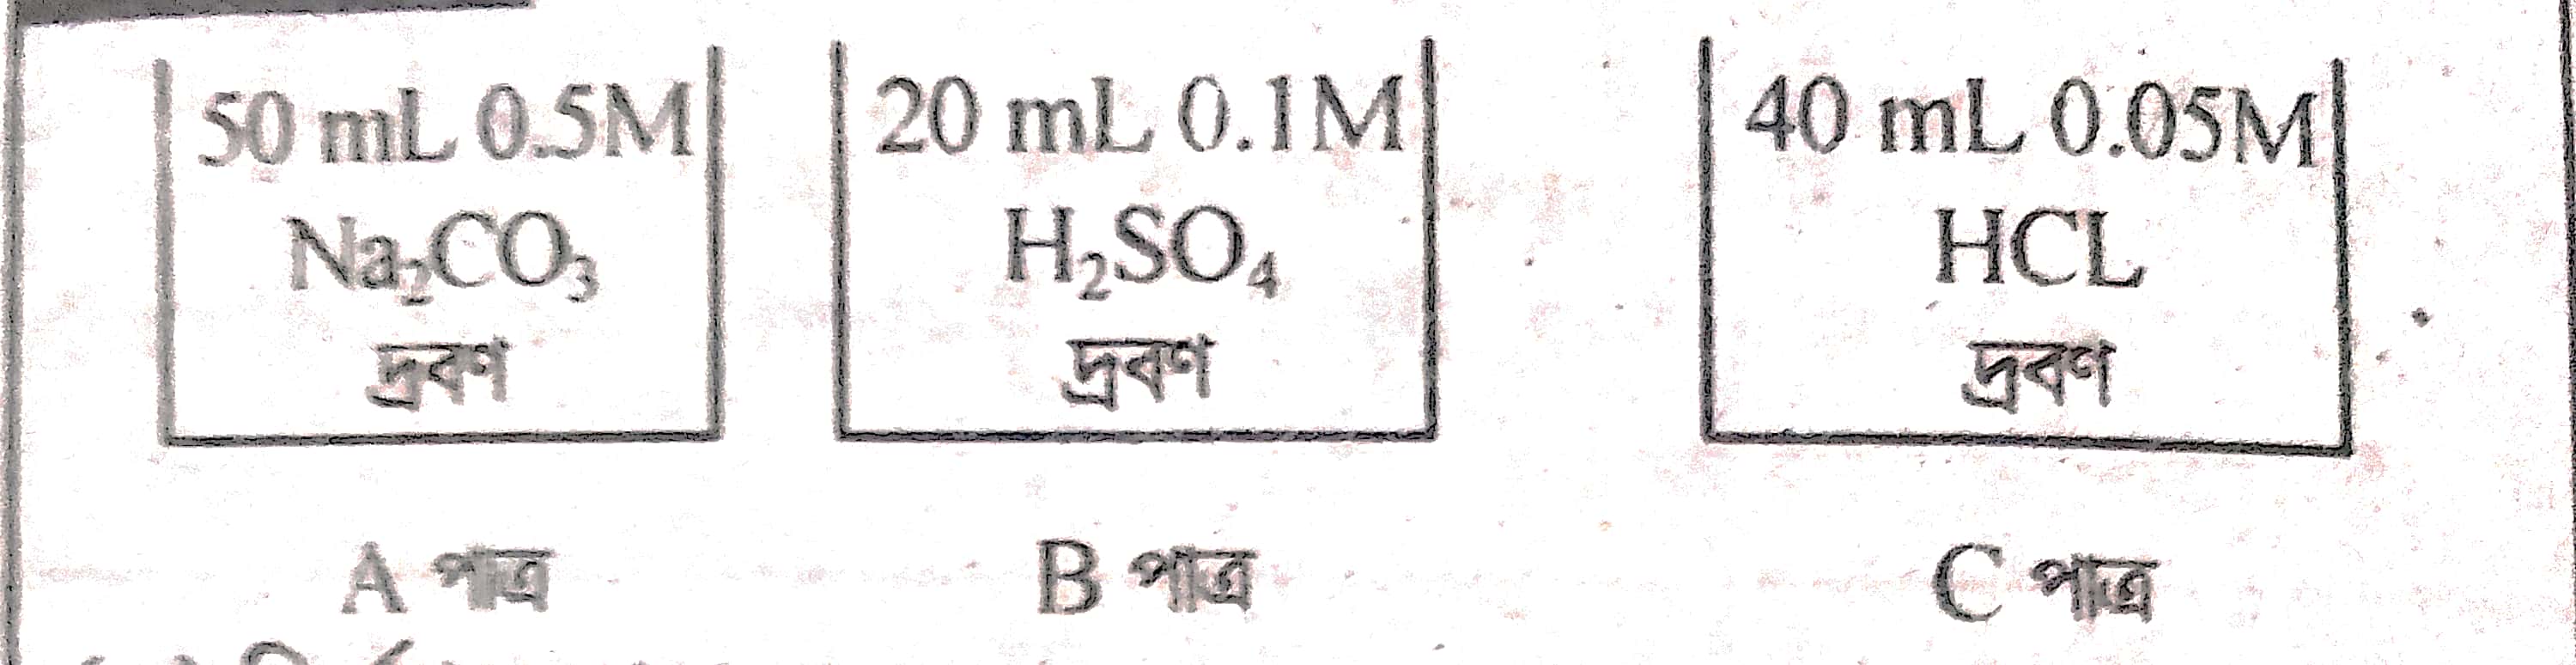 50 mL 0.5M
Na₂CO₃
দ্রবণ
A পাত্র
20 mL 0.1M
H₂SO₄
দ্রবণ
B পাত্র
40 mL 0.05M
HCL
দ্রবণ
C পাত্র